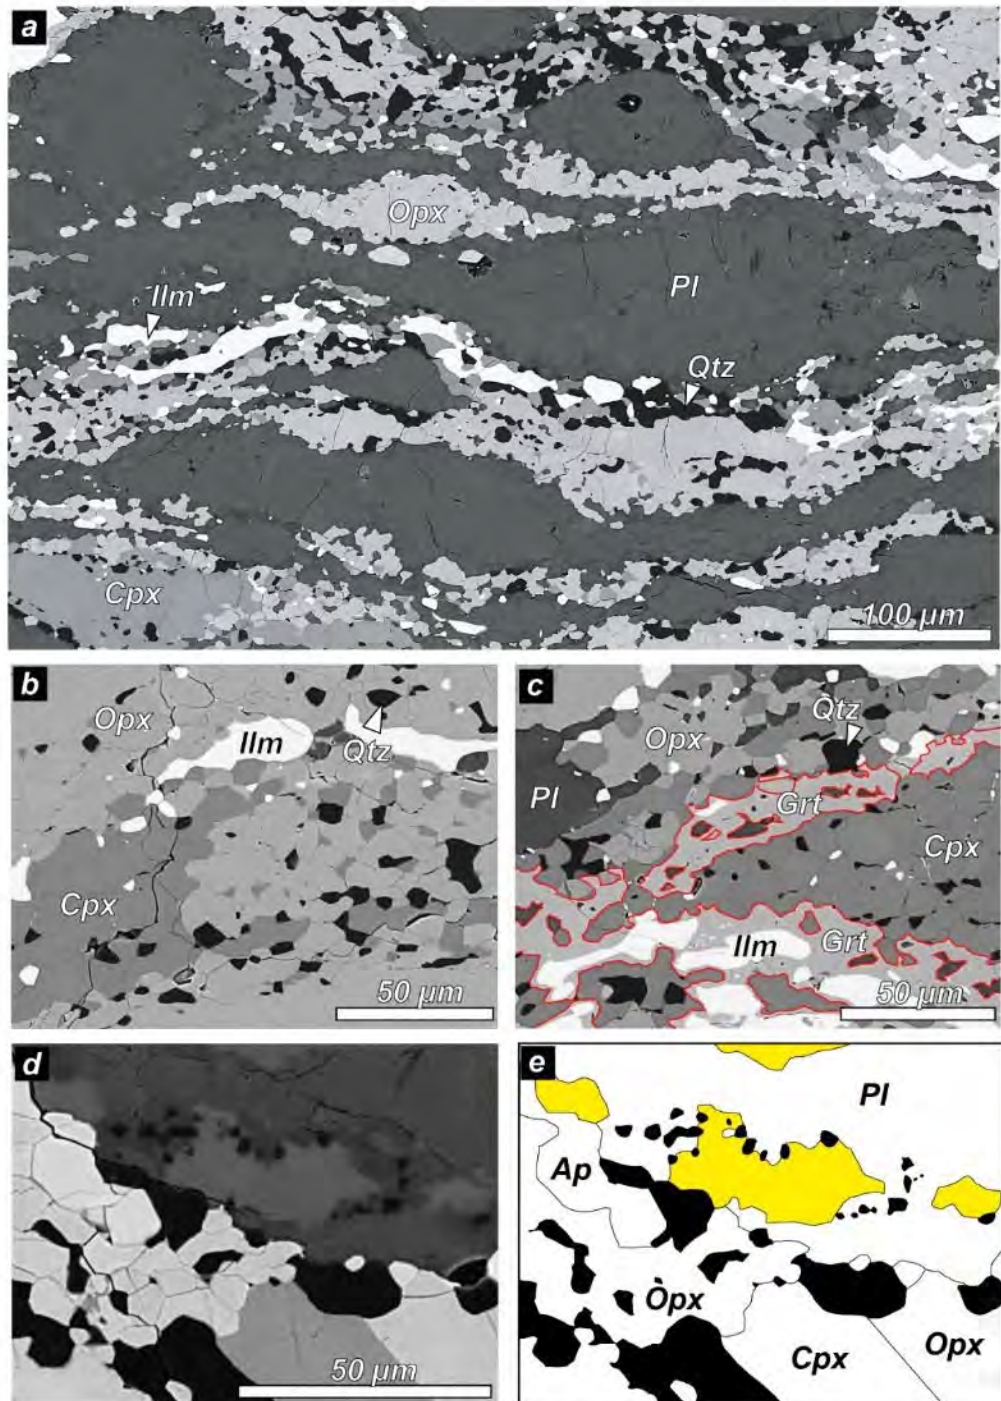 a
Opx
Ilm
Pl
Qtz
Cpx
100 µm
b
Opx
Ilm
Qtz
Cpx
50 µm
c
Qtz
Opx
Pl
Grt
Cpx
Ilm
Grt
50 µm
d
50 µm
e
Pl
Ap
Opx
Cpx
Opx